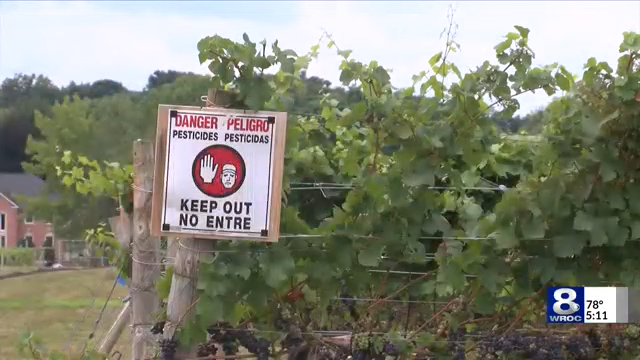 DANGER PELIGRO
PESTICIDES PESTICIDAS
KEEP OUT
NO ENTRE
8
WROC
78°
5:11